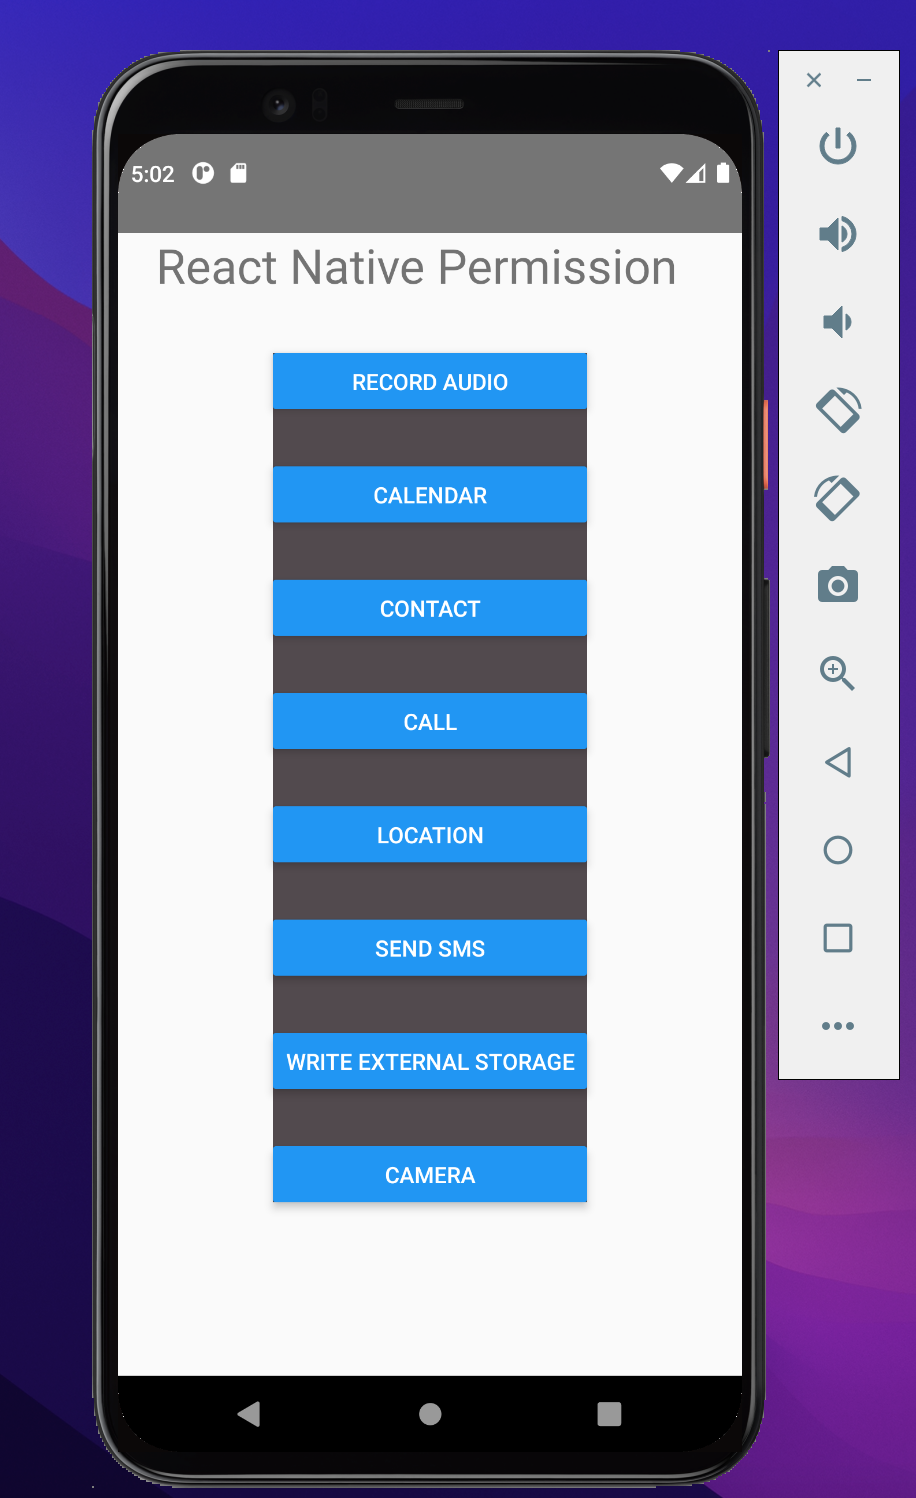 5:02
React Native Permission
RECORD AUDIO
CALENDAR
CONTACT
CALL
LOCATION
SEND SMS
WRITE EXTERNAL STORAGE
CAMERA